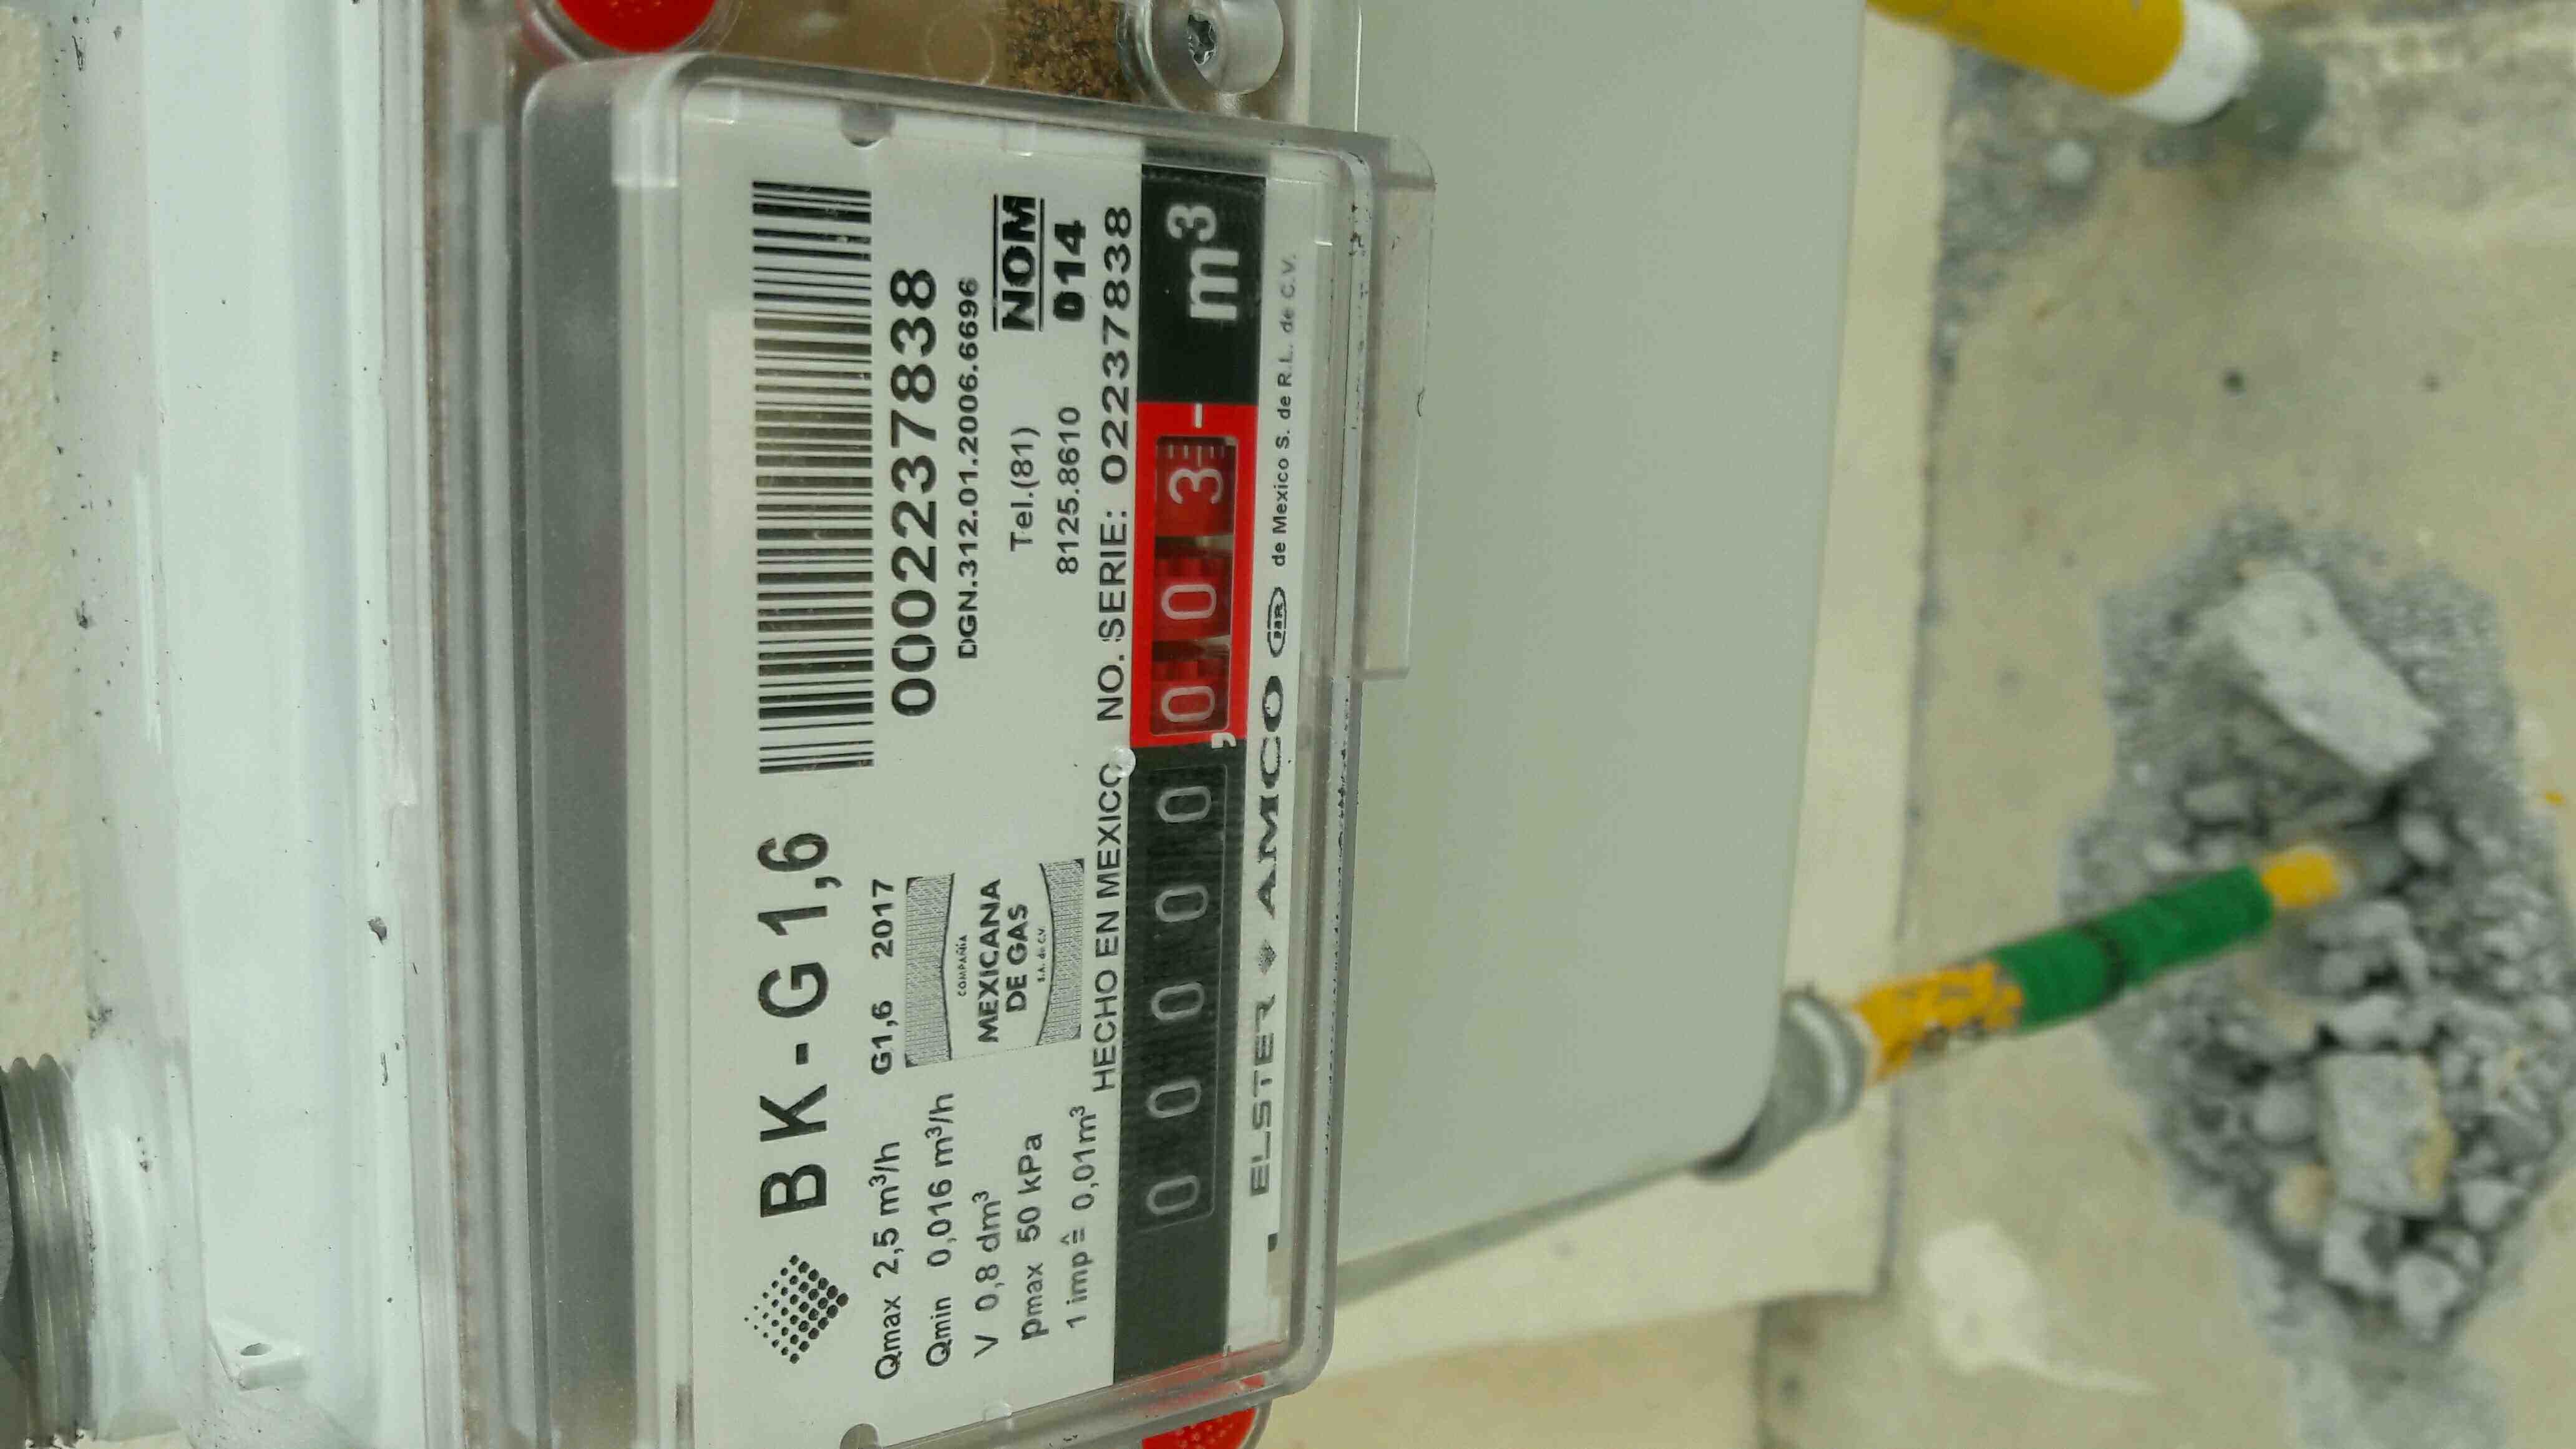 BK-G1,6
0002237838
DGN.312.01.2006.6696
Qmax 2,5 m³/h
G1,6 2017
Qmin 0,016 m³/h
V 0,8 dm³
pmax 50 kPa
1 imp ≙ 0,01m³
COMPAÑÍA
MEXICANA
DE GAS
S.A. de C.V.
Tel.(81)
8125.8610
NOM
014
HECHO EN MEXICO NO. SERIE: 02237838
00000,003 m³
ELSTER AMCO de Mexico S. de R.L. de C.V.